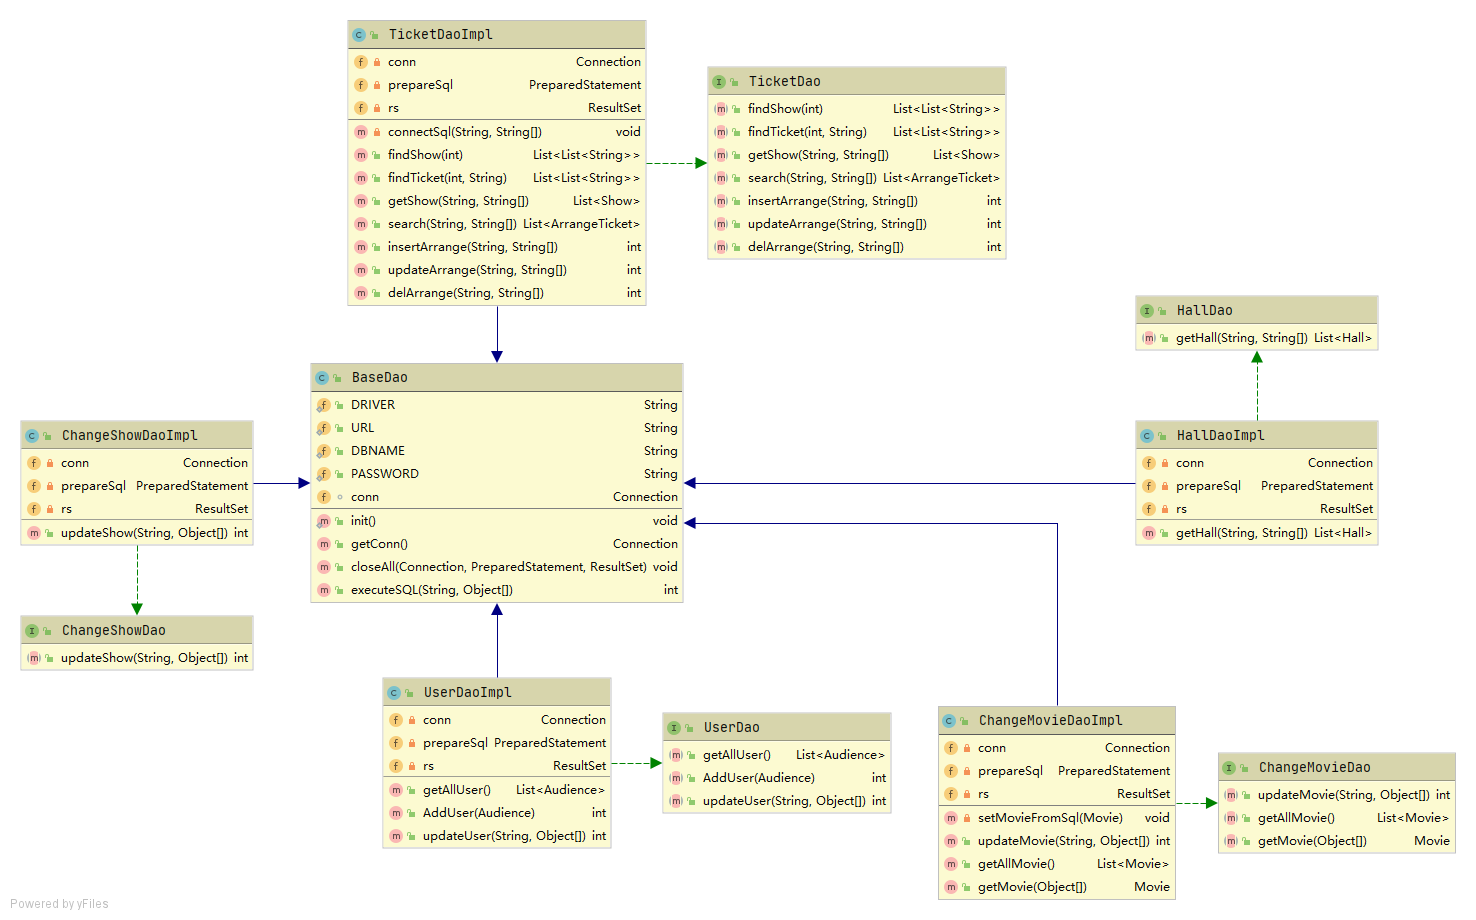 TicketDaoImpl
conn Connection
prepareSql PreparedStatement
rs ResultSet
connectSql(String, String[]) void
findShow(int) List<List<String>>
findTicket(int, String) List<List<String>>
getShow(String, String[]) List<Show>
search(String, String[]) List<ArrangeTicket>
insertArrange(String, String[]) int
updateArrange(String, String[]) int
delArrange(String, String[]) int
TicketDao
findShow(int) List<List<String>>
findTicket(int, String) List<List<String>>
getShow(String, String[]) List<Show>
search(String, String[]) List<ArrangeTicket>
insertArrange(String, String[]) int
updateArrange(String, String[]) int
delArrange(String, String[]) int
HallDao
getHall(String, String[]) List<Hall>
BaseDao
DRIVER String
URL String
DBNAME String
PASSWORD String
conn Connection
init() void
getConn() Connection
closeAll(Connection, PreparedStatement, ResultSet) void
executeSQL(String, Object[]) int
ChangeShowDaoImpl
conn Connection
prepareSql PreparedStatement
rs ResultSet
updateShow(String, Object[]) int
HallDaoImpl
conn Connection
prepareSql PreparedStatement
rs ResultSet
getHall(String, String[]) List<Hall>
ChangeShowDao
updateShow(String, Object[]) int
UserDaoImpl
conn Connection
prepareSql PreparedStatement
rs ResultSet
getAllUser() List<Audience>
AddUser(Audience) int
updateUser(String, Object[]) int
UserDao
getAllUser() List<Audience>
AddUser(Audience) int
updateUser(String, Object[]) int
ChangeMovieDaoImpl
conn Connection
prepareSql PreparedStatement
rs ResultSet
setMovieFromSql(Movie) void
updateMovie(String, Object[]) int
getAllMovie() List<Movie>
getMovie(Object[]) Movie
ChangeMovieDao
updateMovie(String, Object[]) int
getAllMovie() List<Movie>
getMovie(Object[]) Movie
Powered by yFiles